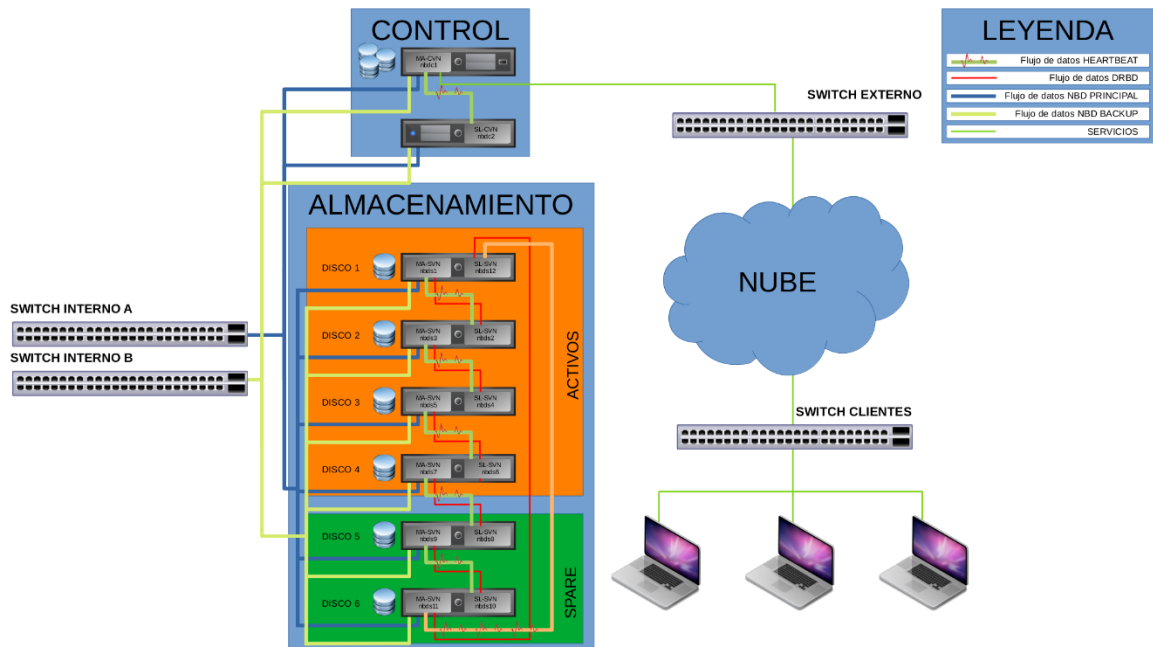 CONTROL
MA-CVN
nbdc1
SL-CVN
nbdc2
LEYENDA
Flujo de datos HEARTBEAT
Flujo de datos DRBD
Flujo de datos NBD PRINCIPAL
Flujo de datos NBD BACKUP
SERVICIOS
SWITCH EXTERNO
NUBE
SWITCH CLIENTES
SWITCH INTERNO A
SWITCH INTERNO B
ALMACENAMIENTO
ACTIVOS
DISCO 1
MA-SVN
nbds1
SL-SVN
nbds12
DISCO 2
MA-SVN
nbds3
SL-SVN
nbds2
DISCO 3
MA-SVN
nbds5
SL-SVN
nbds4
DISCO 4
MA-SVN
nbds7
SL-SVN
nbds6
SPARE
DISCO 5
MA-SVN
nbds9
SL-SVN
DISCO 6
MA-SVN
nbds11
SL-SVN
nbds10